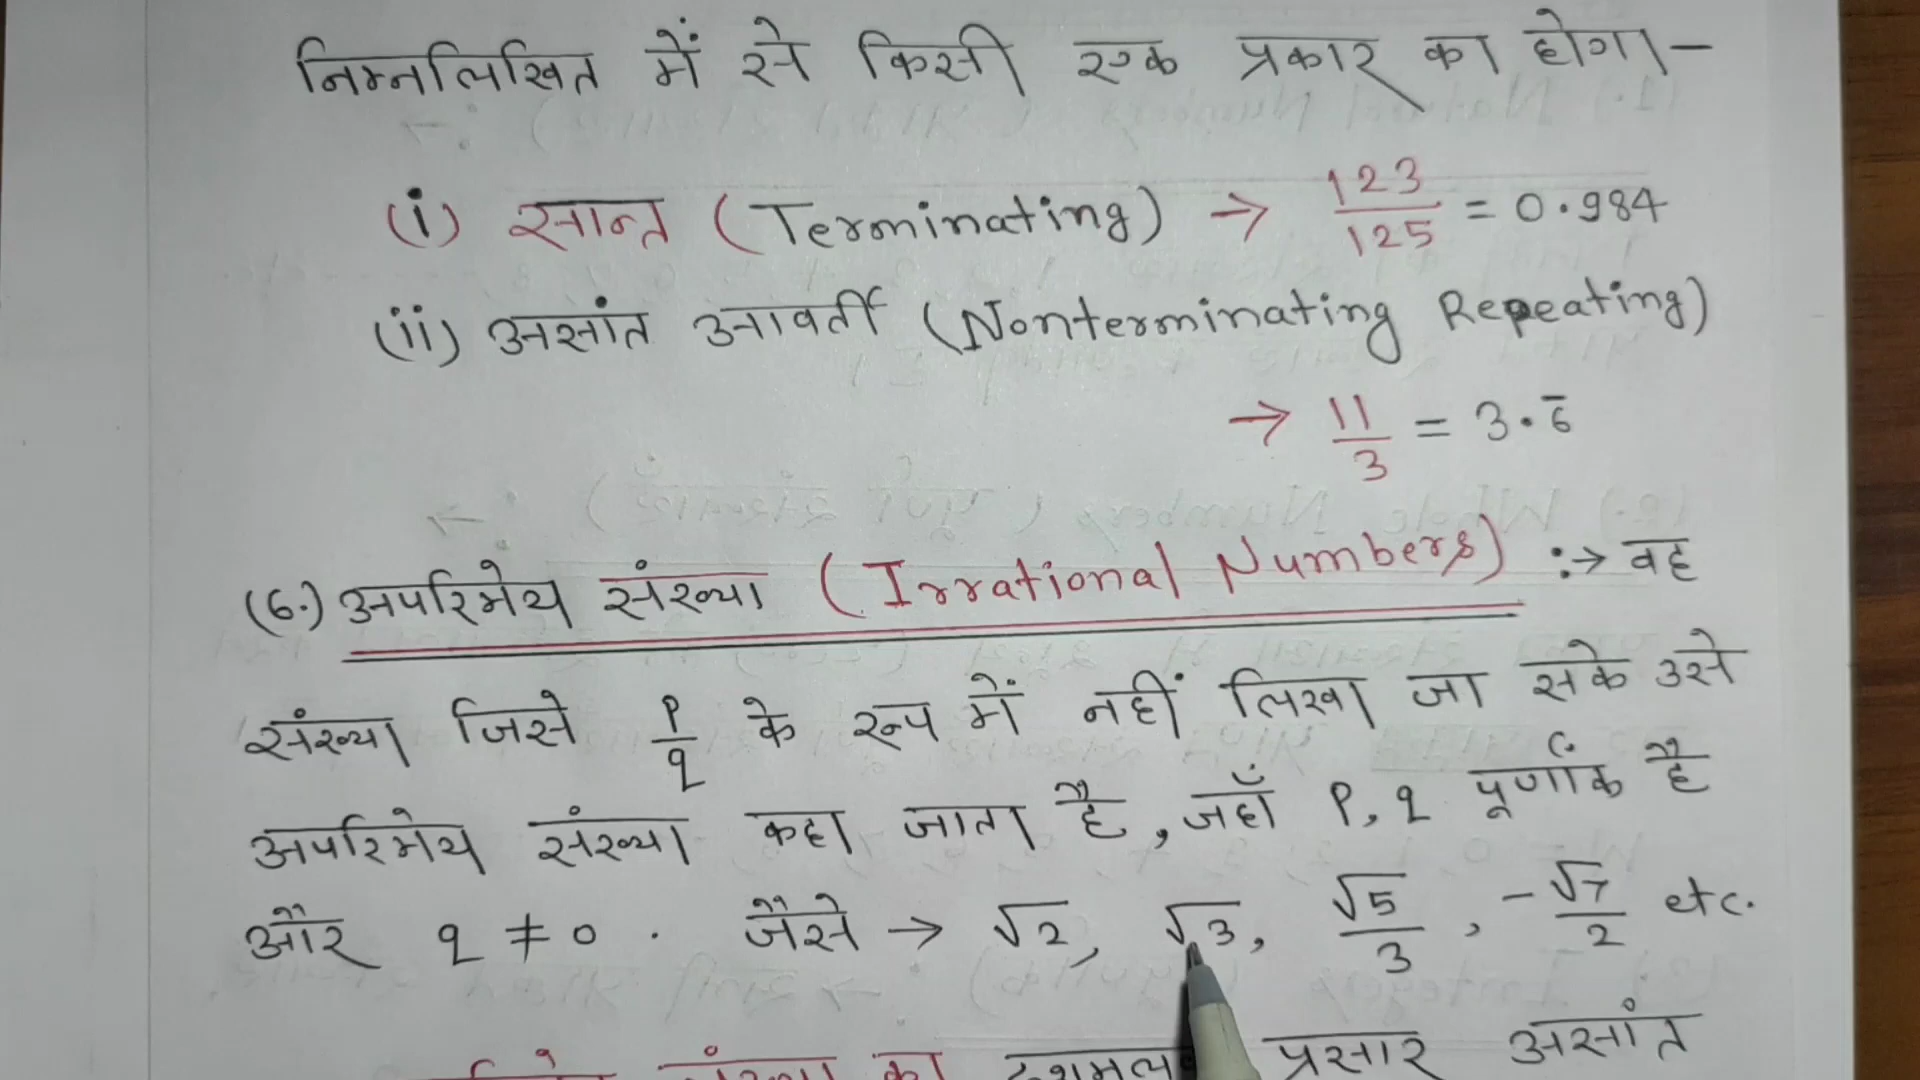 निम्नलिखित में से किसी एक प्रकार का होगा—
(i) सान्त (Terminating) → 123/125 = 0.984
(ii) असांत आवर्ती (Nonterminating Repeating)
→ 11/3 = 3.6̅
(6.) अपरिमेय संख्या (Irrational Numbers) :→ वह
संख्या जिसे p/q के रूप में नहीं लिखा जा सके उसे
अपरिमेय संख्या कहा जाता है, जहाँ p, q पूर्णांक है
और q ≠ 0 . जैसे → √2, √3, √5/3, -√7/2 etc.
संख्या का प्रसार असांत